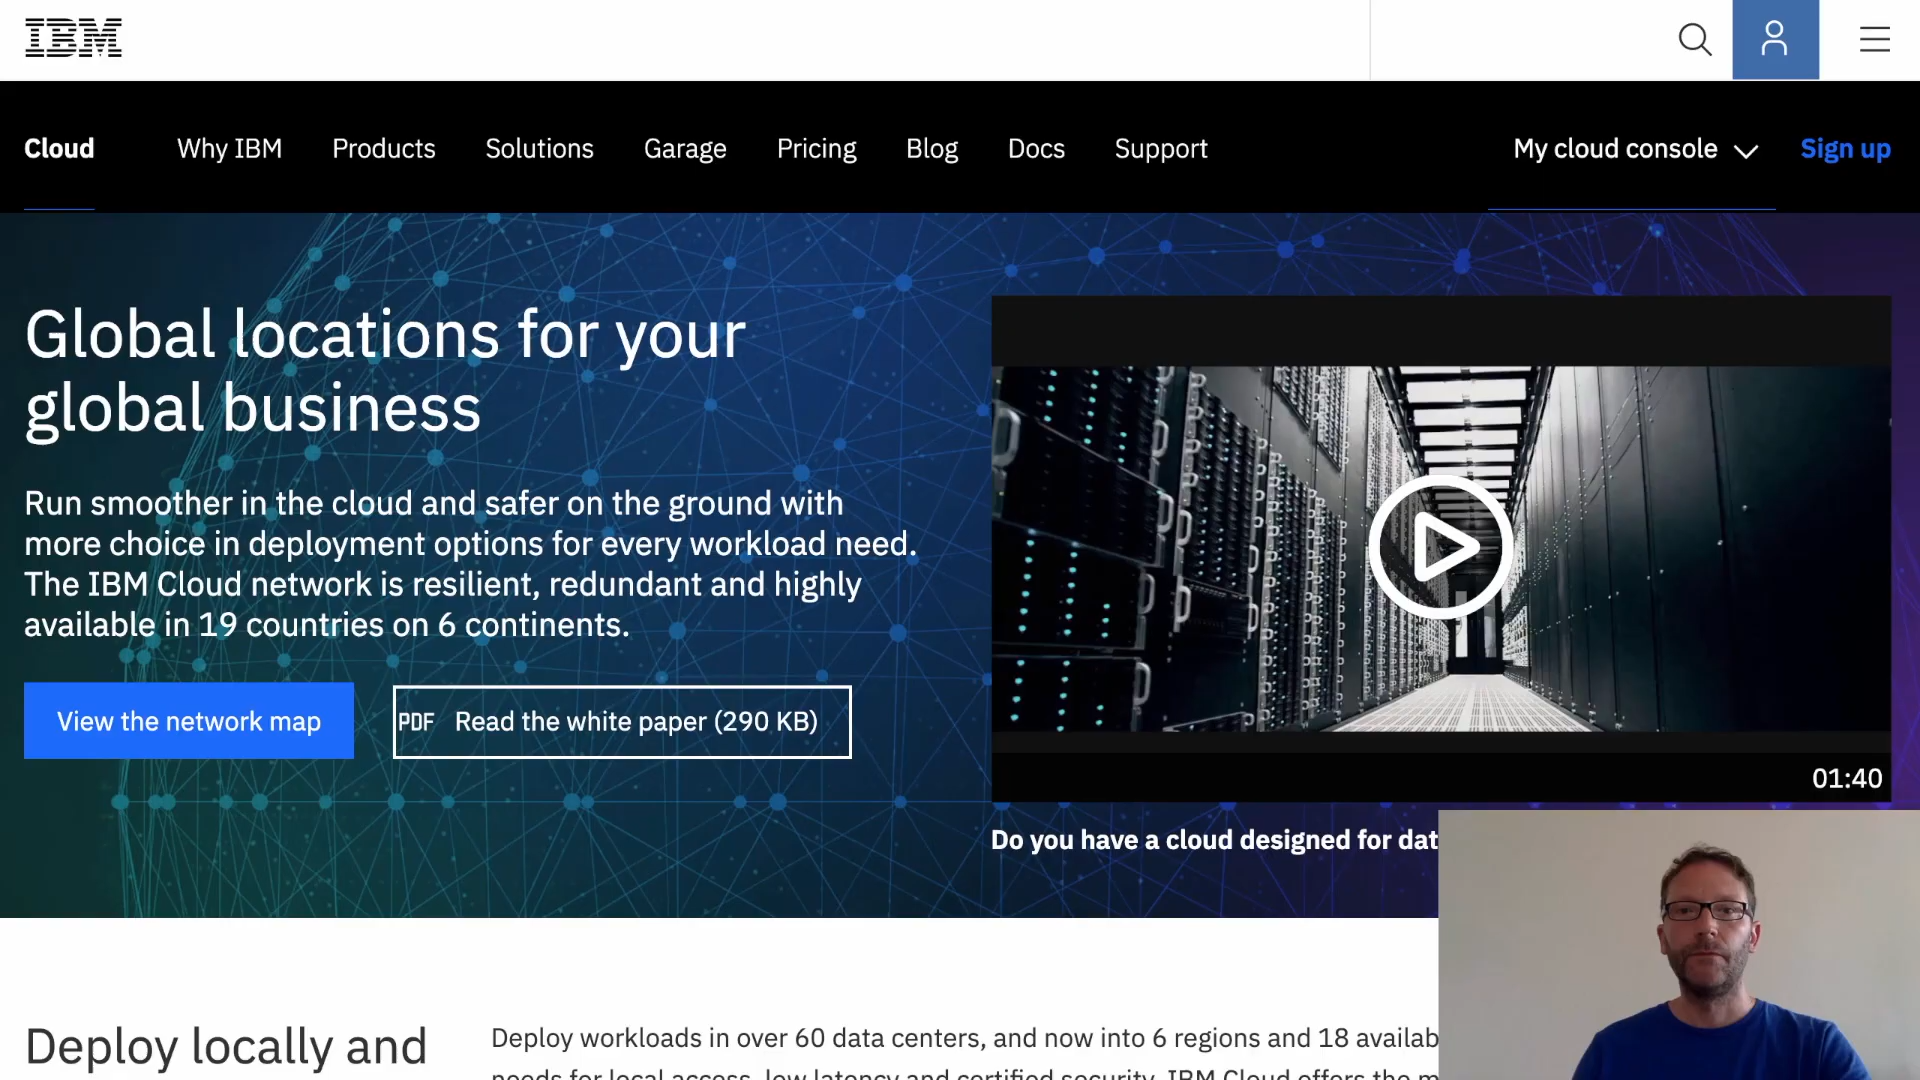 IBM
Cloud
Why IBM
Products
Solutions
Garage
Pricing
Blog
Docs
Support
My cloud console
Sign up
Global locations for your
global business
Run smoother in the cloud and safer on the ground with
more choice in deployment options for every workload need.
The IBM Cloud network is resilient, redundant and highly
available in 19 countries on 6 continents.
View the network map
PDF Read the white paper (290 KB)
01:40
Do you have a cloud designed for dat
Deploy locally and
Deploy workloads in over 60 data centers, and now into 6 regions and 18 availab
needs for local access, low latency and certified security. IBM Cloud offers the m